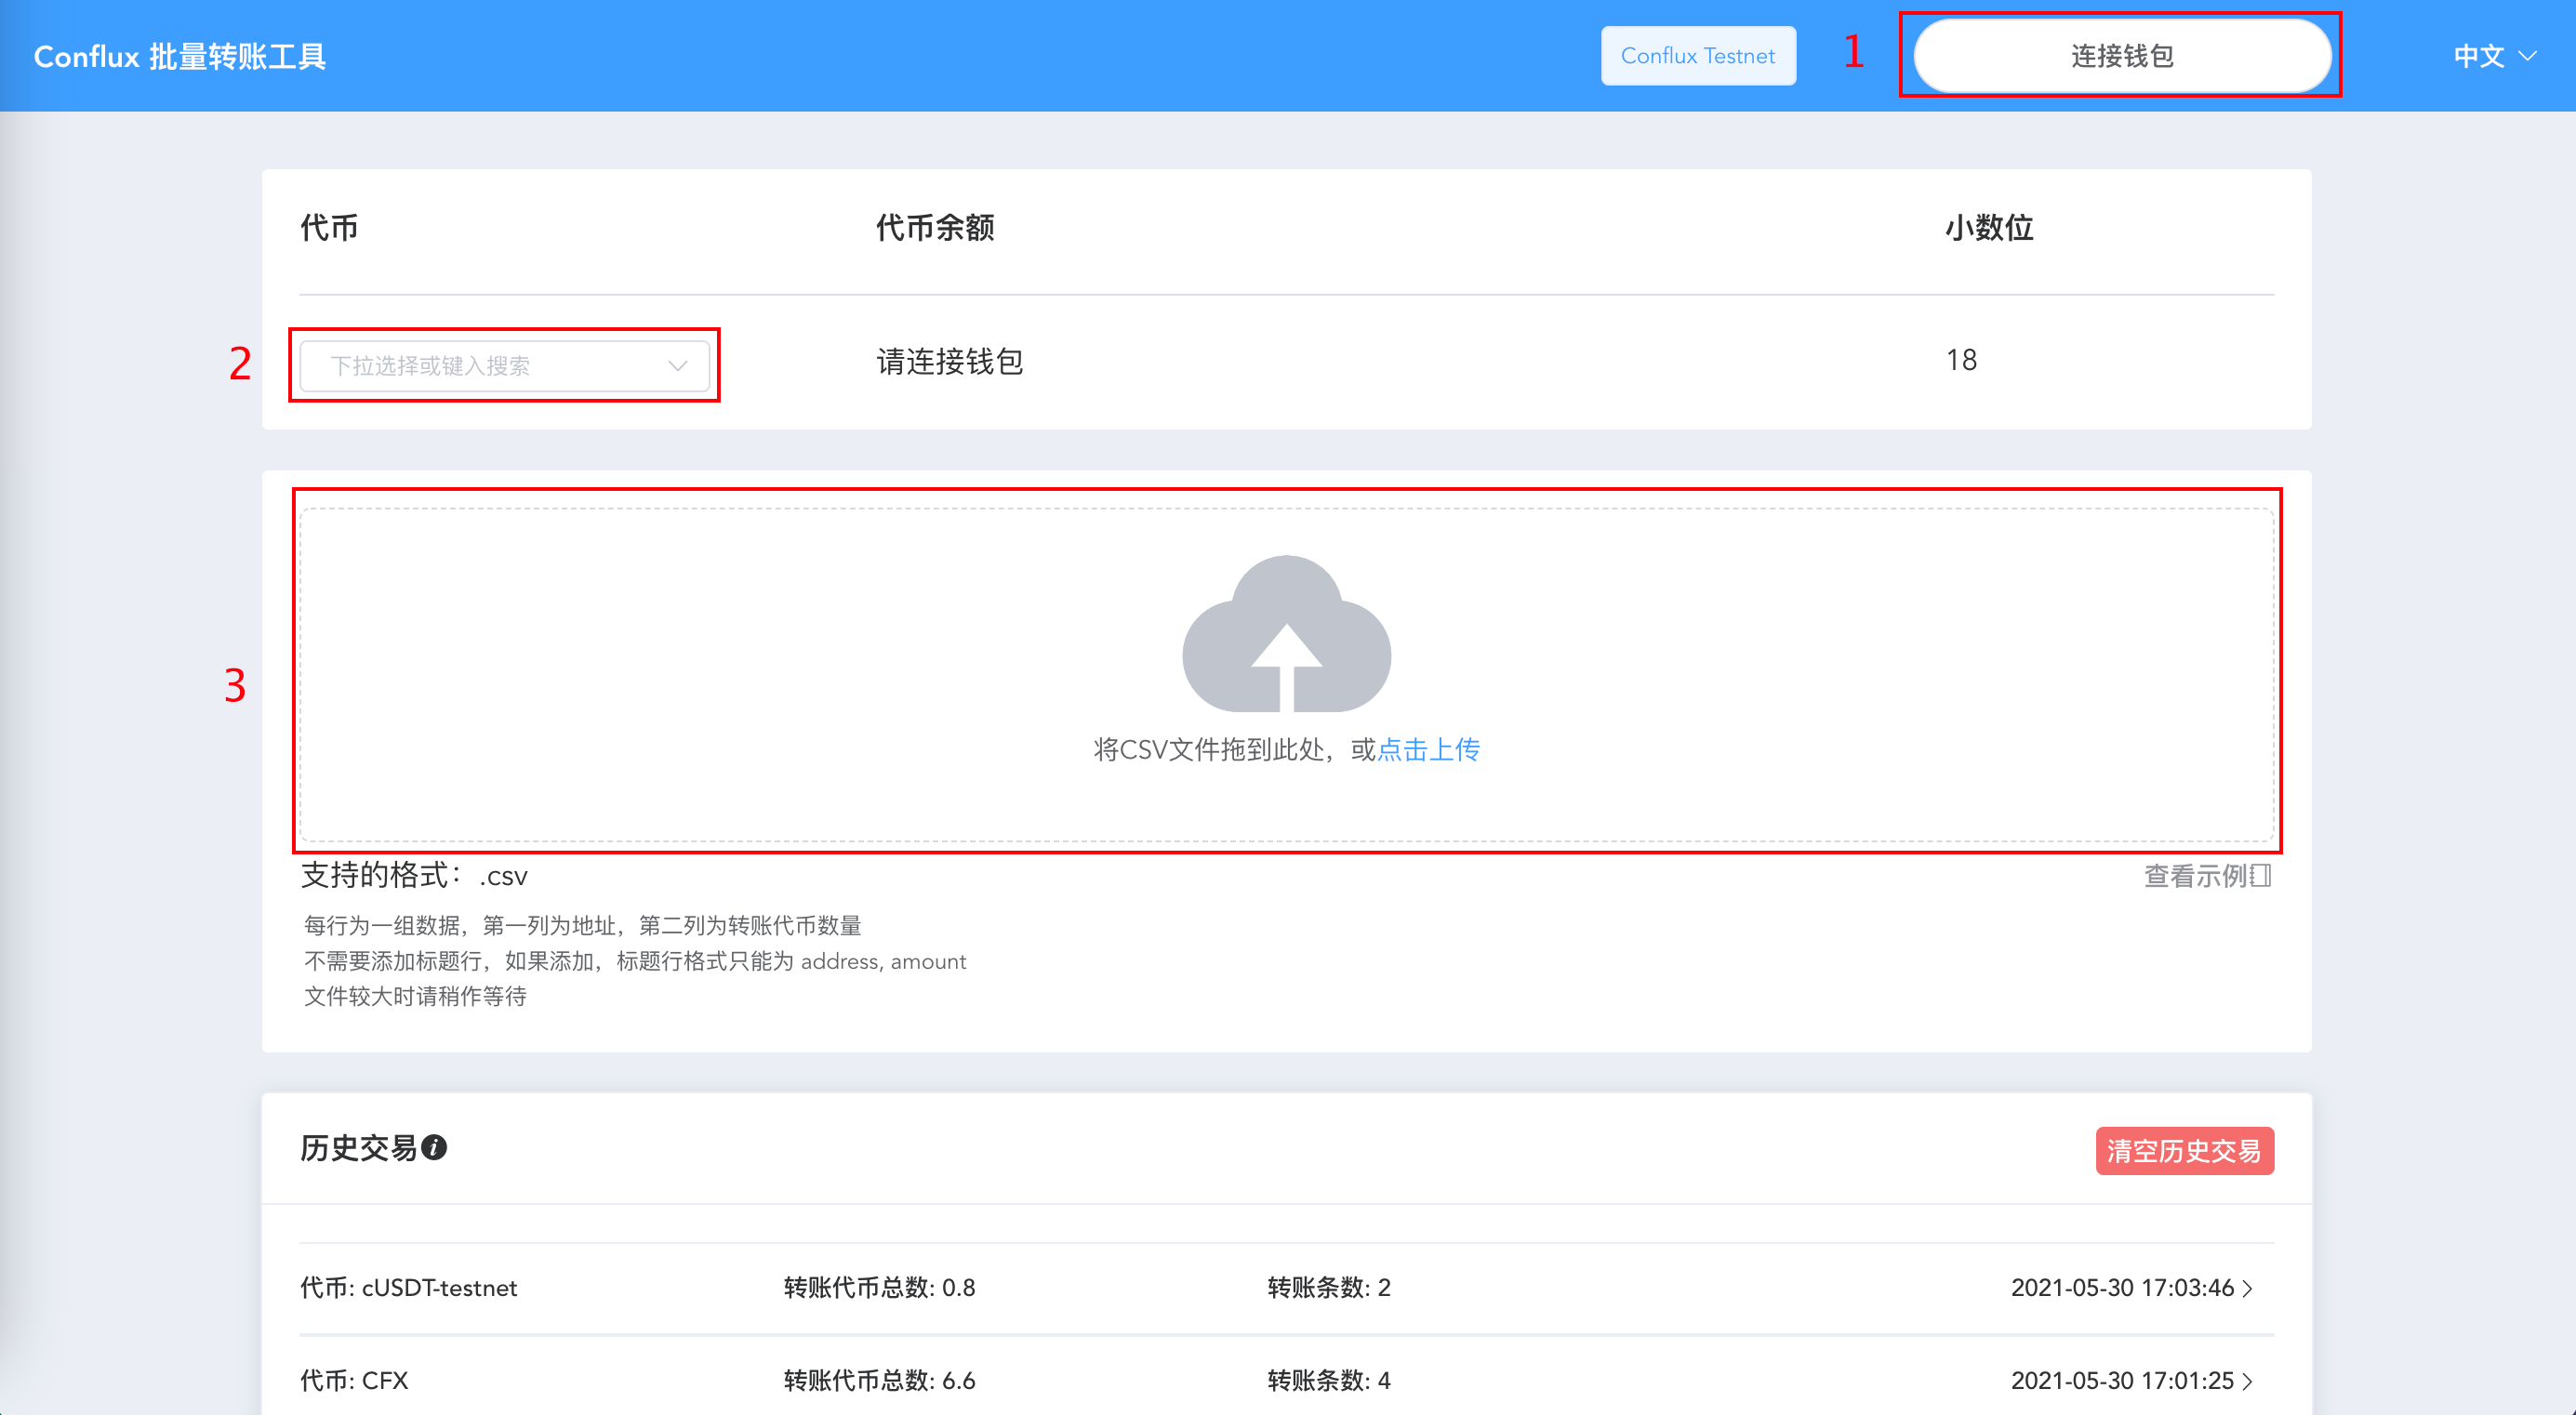 Conflux 批量转账工具
Conflux Testnet
1
连接钱包
中文
代币
代币余额
小数位
2
下拉选择或键入搜索
请连接钱包
18
3
将CSV文件拖到此处，或点击上传
支持的格式：.csv
查看示例
每行为一组数据，第一列为地址，第二列为转账代币数量
不需要添加标题行，如果添加，标题行格式只能为 address, amount
文件较大时请稍作等待
历史交易
清空历史交易
代币: cUSDT-testnet
转账代币总数: 0.8
转账条数: 2
2021-05-30 17:03:46
代币: CFX
转账代币总数: 6.6
转账条数: 4
2021-05-30 17:01:25